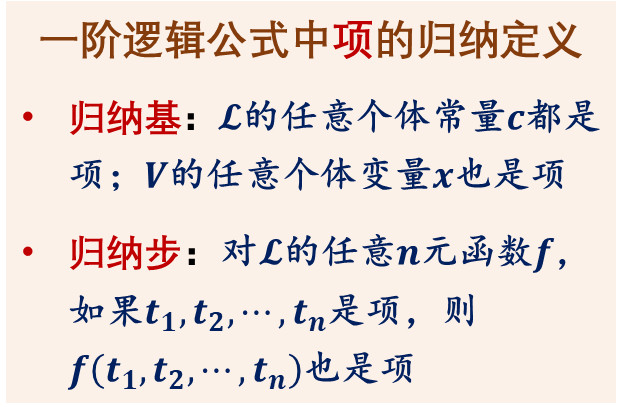 一阶逻辑公式中项的归纳定义
• 归纳基：ℒ的任意个体常量c都是
项；V的任意个体变量x也是项
• 归纳步：对ℒ的任意n元函数f，
如果t₁,t₂,⋯,tₙ是项，则
f(t₁,t₂,⋯,tₙ)也是项